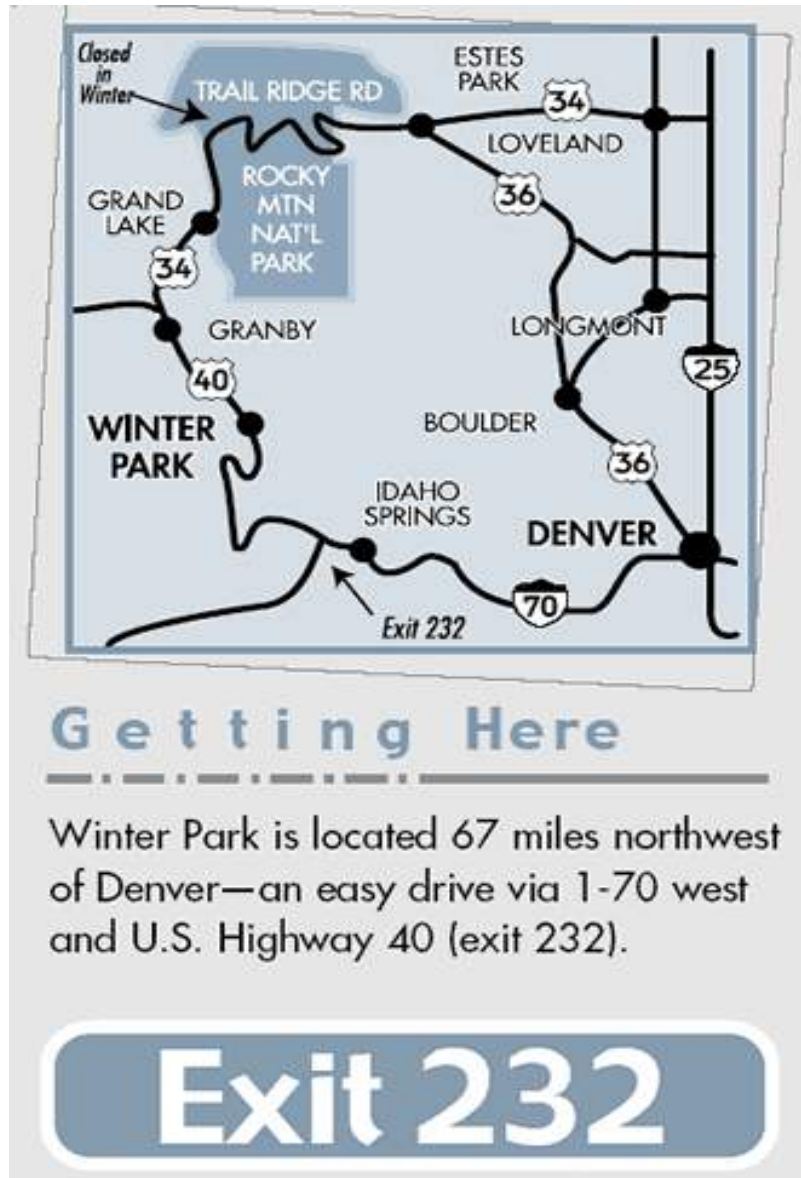 Closed
in
Winter
TRAIL RIDGE RD
ESTES
PARK
34
LOVELAND
36
ROCKY
MTN
NAT'L
PARK
GRAND
LAKE
34
GRANBY
LONGMONT
25
40
WINTER
PARK
BOULDER
36
IDAHO
SPRINGS
DENVER
70
Exit 232
Getting Here
Winter Park is located 67 miles northwest
of Denver—an easy drive via 1-70 west
and U.S. Highway 40 (exit 232).
Exit 232